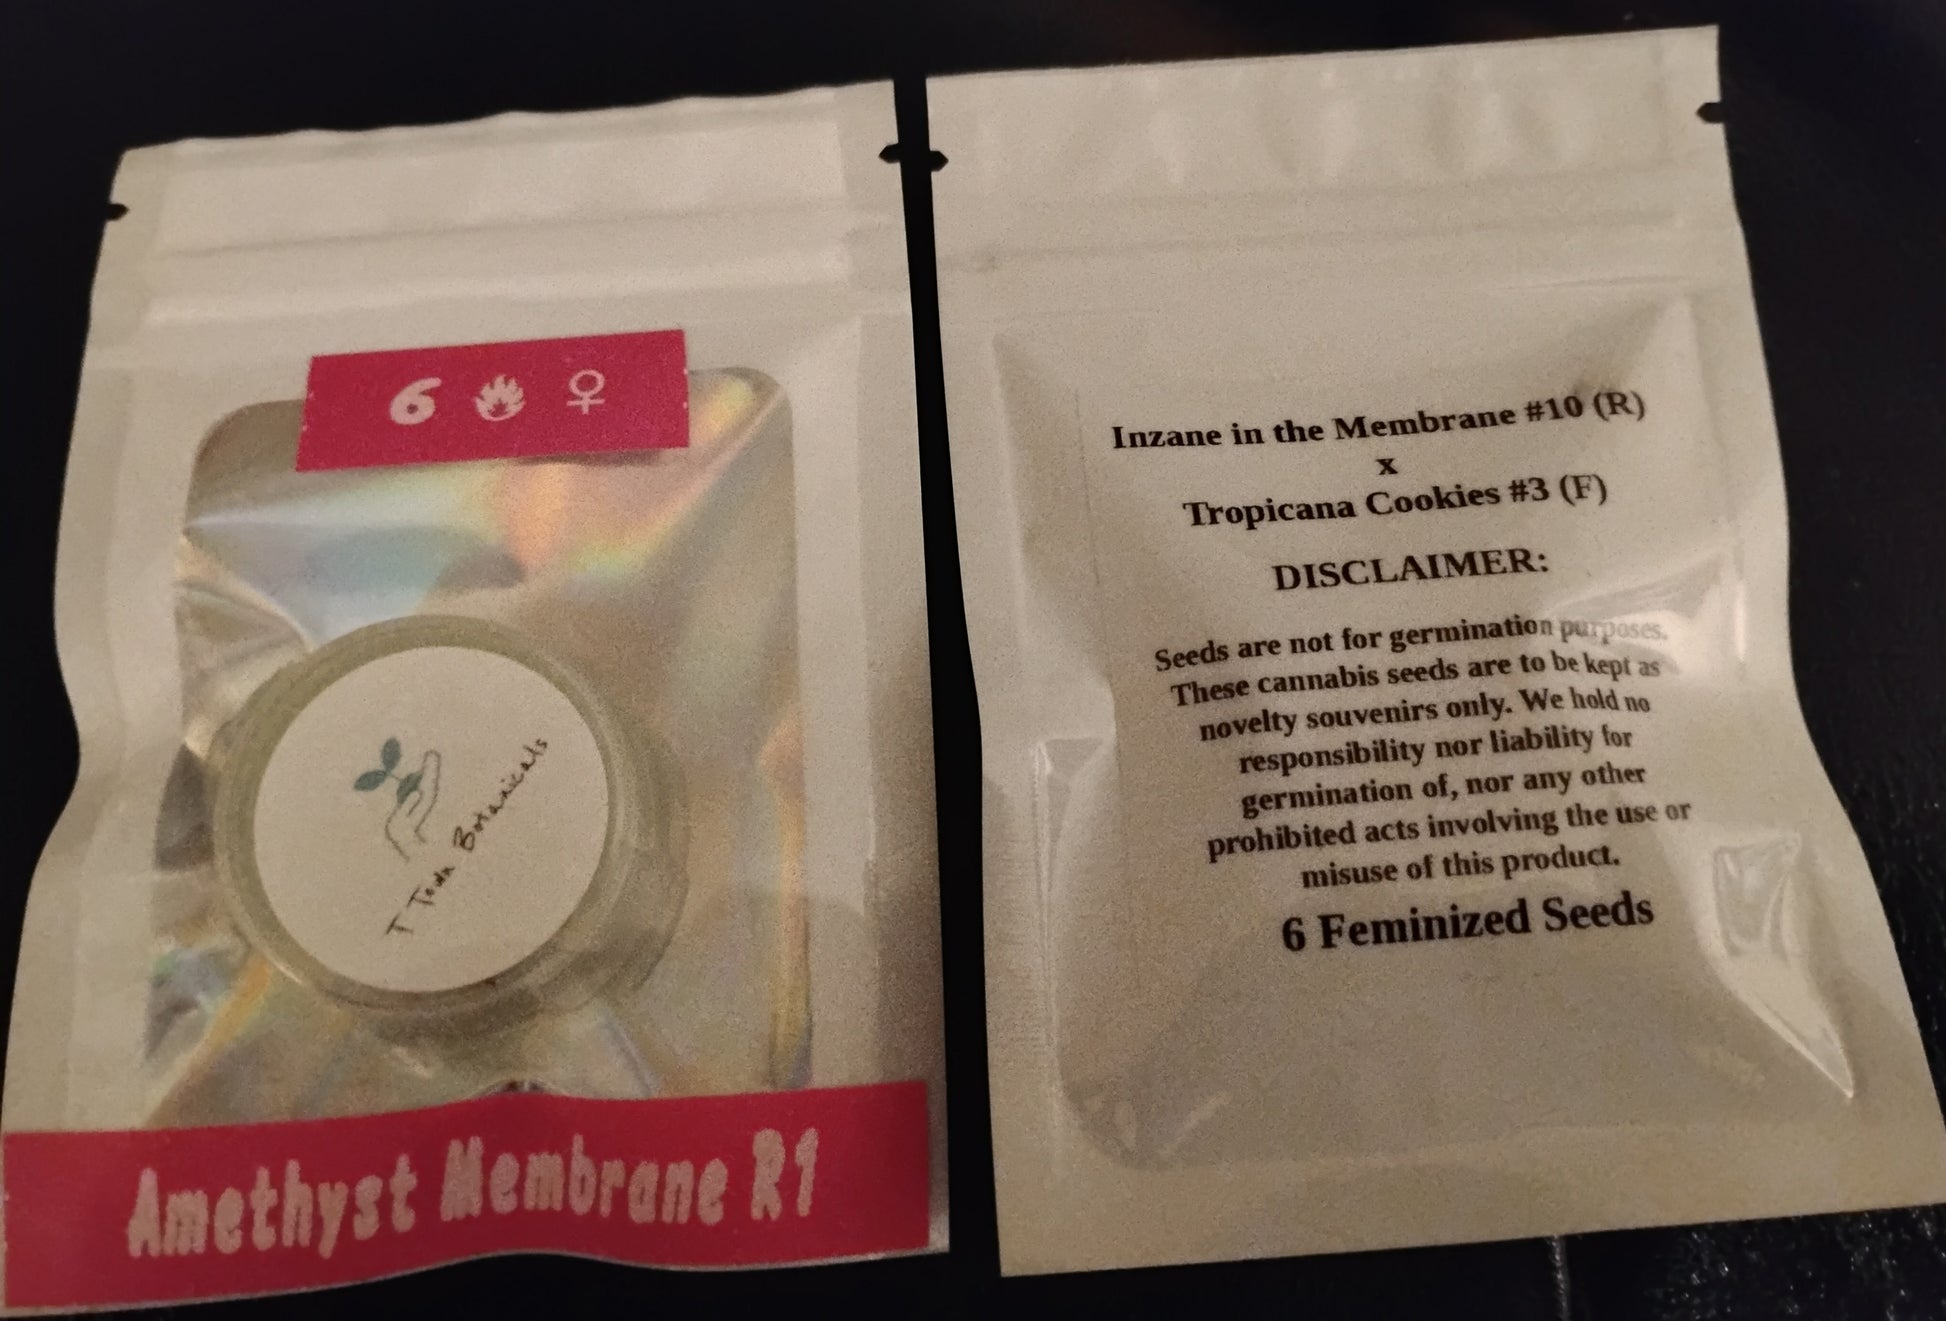 6 ♀
T Town Botanicals
Amethyst Membrane R1
Inzane in the Membrane #10 (R)
x
Tropicana Cookies #3 (F)
DISCLAIMER:
Seeds are not for germination purposes.
These cannabis seeds are to be kept as
novelty souvenirs only. We hold no
responsibility nor liability for
germination of, nor any other
prohibited acts involving the use or
misuse of this product.
6 Feminized Seeds